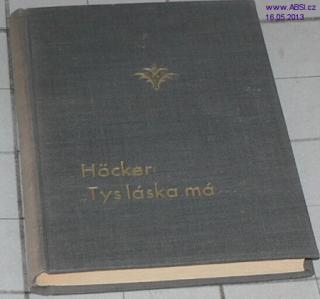 www.ABSI.cz
16.05.2013
Höcker:
Tys láska má